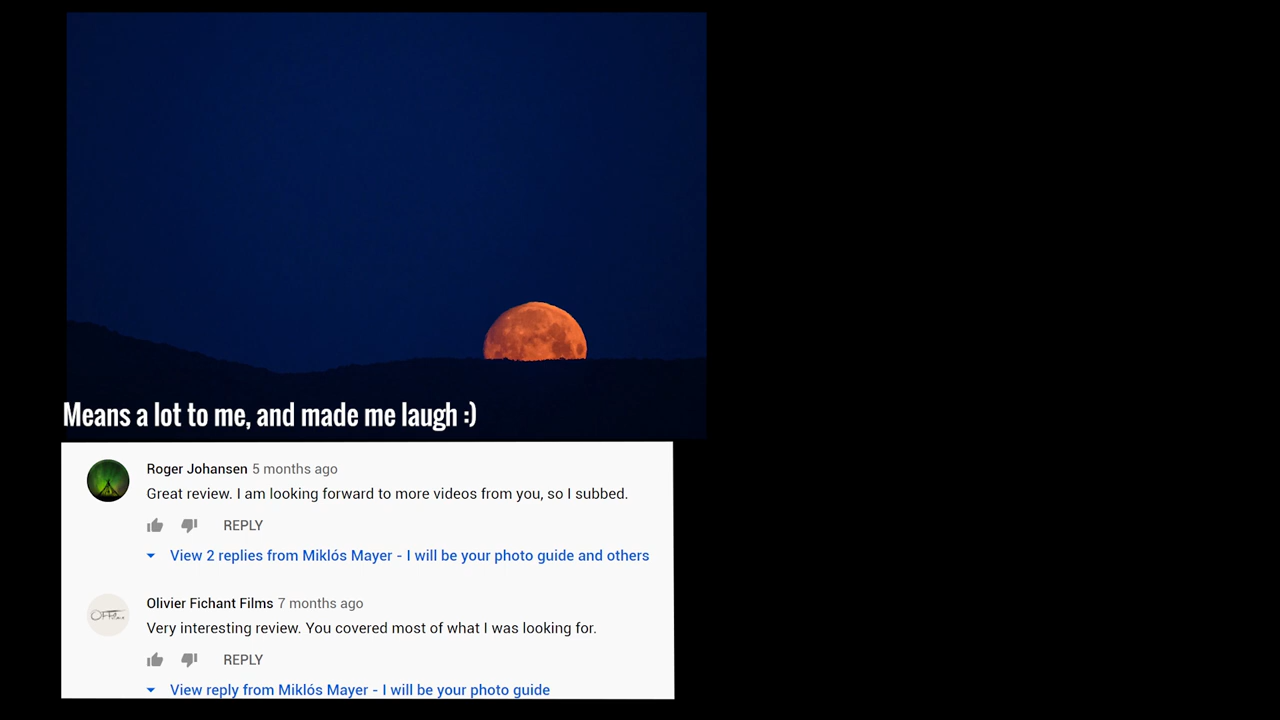 Means a lot to me, and made me laugh :)
Roger Johansen 5 months ago
Great review. I am looking forward to more videos from you, so I subbed.
REPLY
View 2 replies from Miklós Mayer - I will be your photo guide and others
Olivier Fichant Films 7 months ago
Very interesting review. You covered most of what I was looking for.
REPLY
View reply from Miklós Mayer - I will be your photo guide